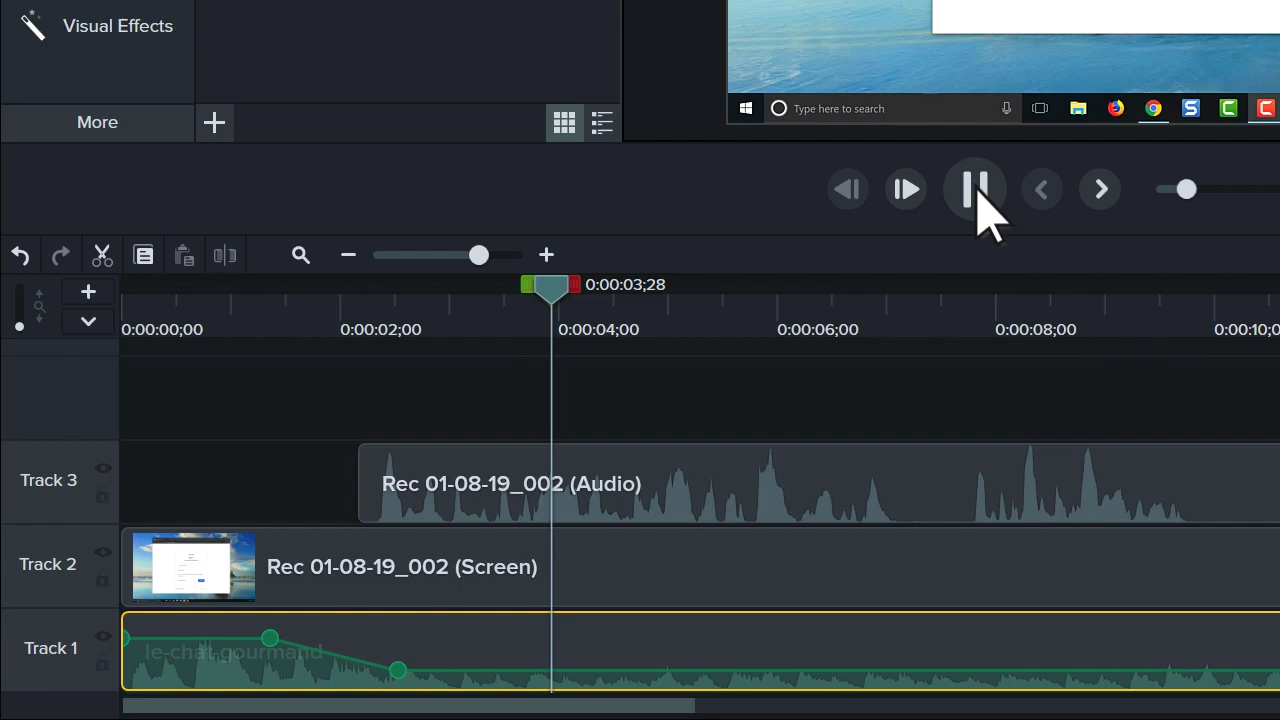 Visual Effects
More
Type here to search
0:00:03;28
0:00:00;00
0:00:02;00
0:00:04;00
0:00:06;00
0:00:08;00
0:00:10;0
Track 3
Rec 01-08-19_002 (Audio)
Track 2
Rec 01-08-19_002 (Screen)
Track 1
le-chat-gourmand